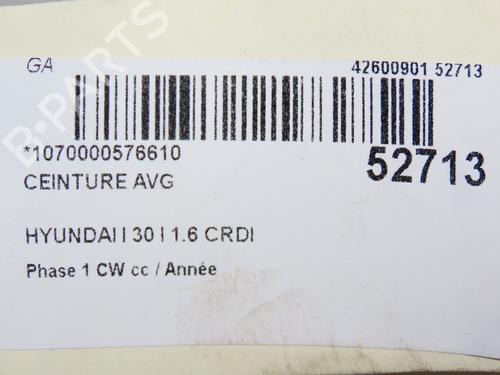 GA 42600901 52713
*1070000576610 52713
CEINTURE AVG
HYUNDAI I 30 I 1.6 CRDI
Phase 1 CW cc / Année
B-PARTS